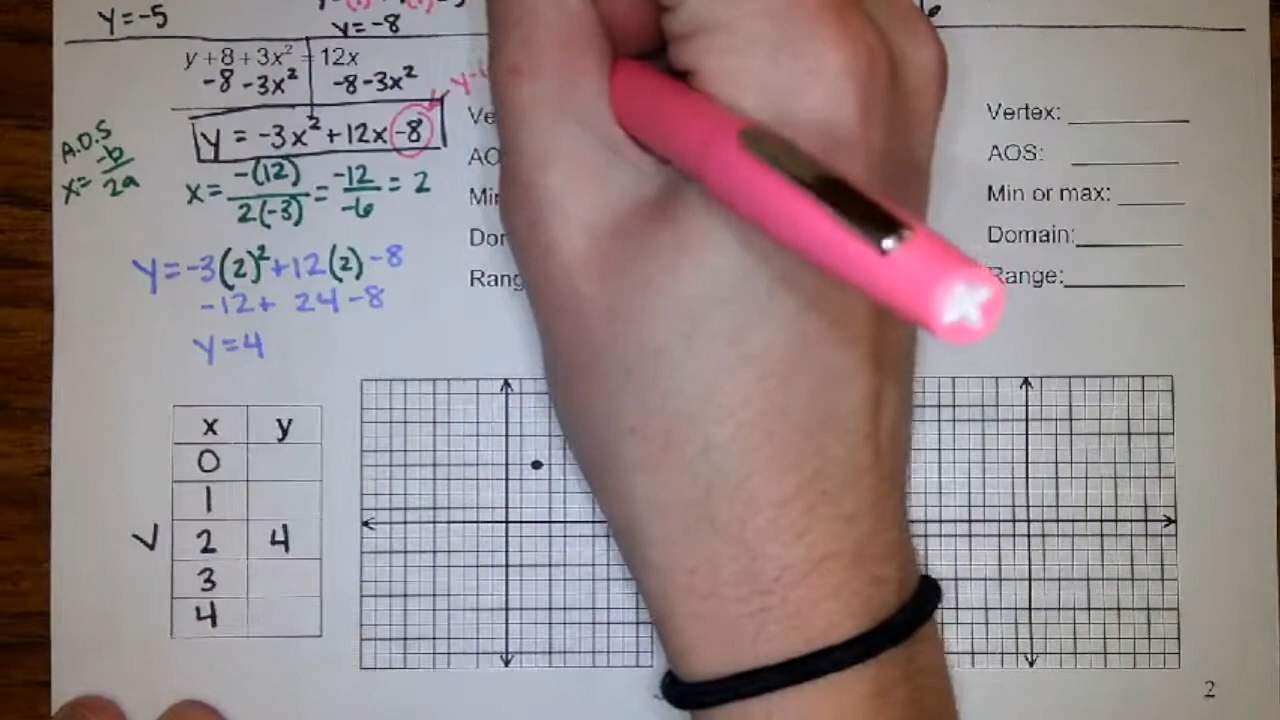 Y=-5
y=-8
y + 8 + 3x² = 12x
-8 -3x² -8 -3x²
y = -3x² + 12x -8
A.O.S
x = -b/2a
x = -(12)/2(-3) = -12/-6 = 2
y = -3(2)² + 12(2) - 8
-12 + 24 - 8
y = 4
Vertex:
AOS:
Min or max:
Domain:
Range:
x y
0
1
V 2 4
3
4
2